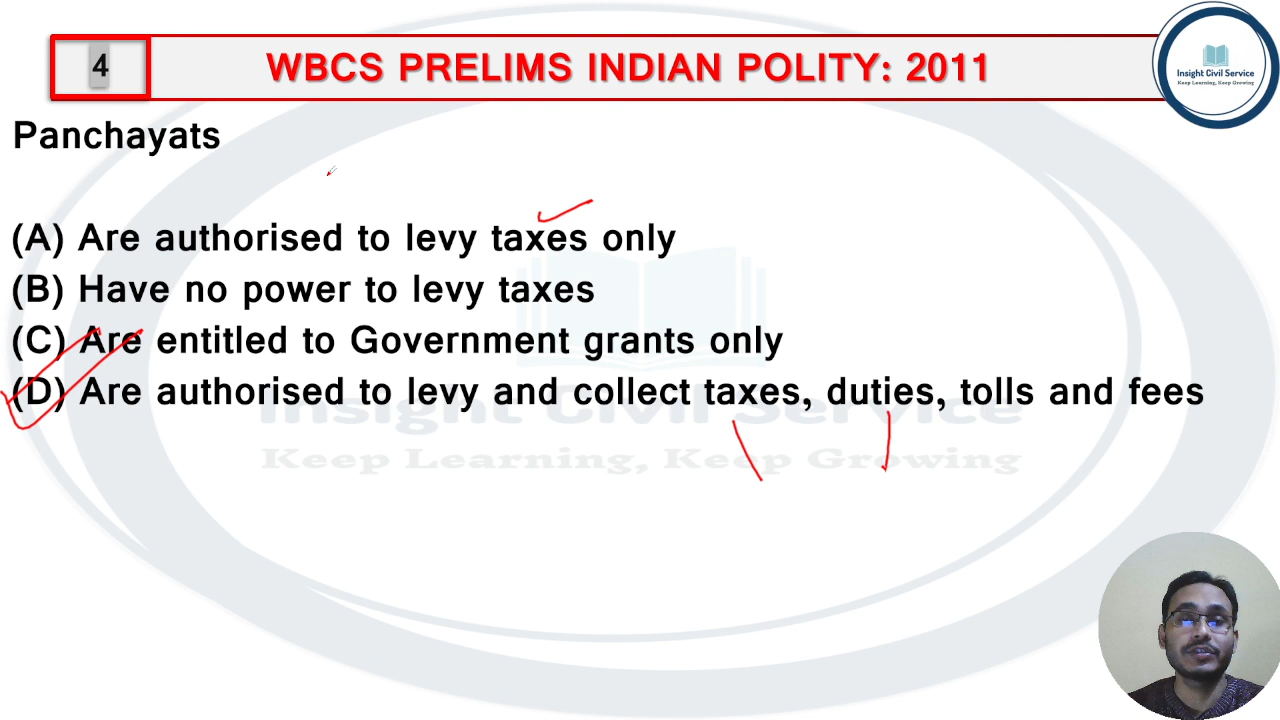 4
WBCS PRELIMS INDIAN POLITY: 2011
Insight Civil Service
Keep Learning, Keep Growing
Panchayats
(A) Are authorised to levy taxes only
(B) Have no power to levy taxes
(C) Are entitled to Government grants only
(D) Are authorised to levy and collect taxes, duties, tolls and fees
Insight Civil Service
Keep Learning, Keep Growing